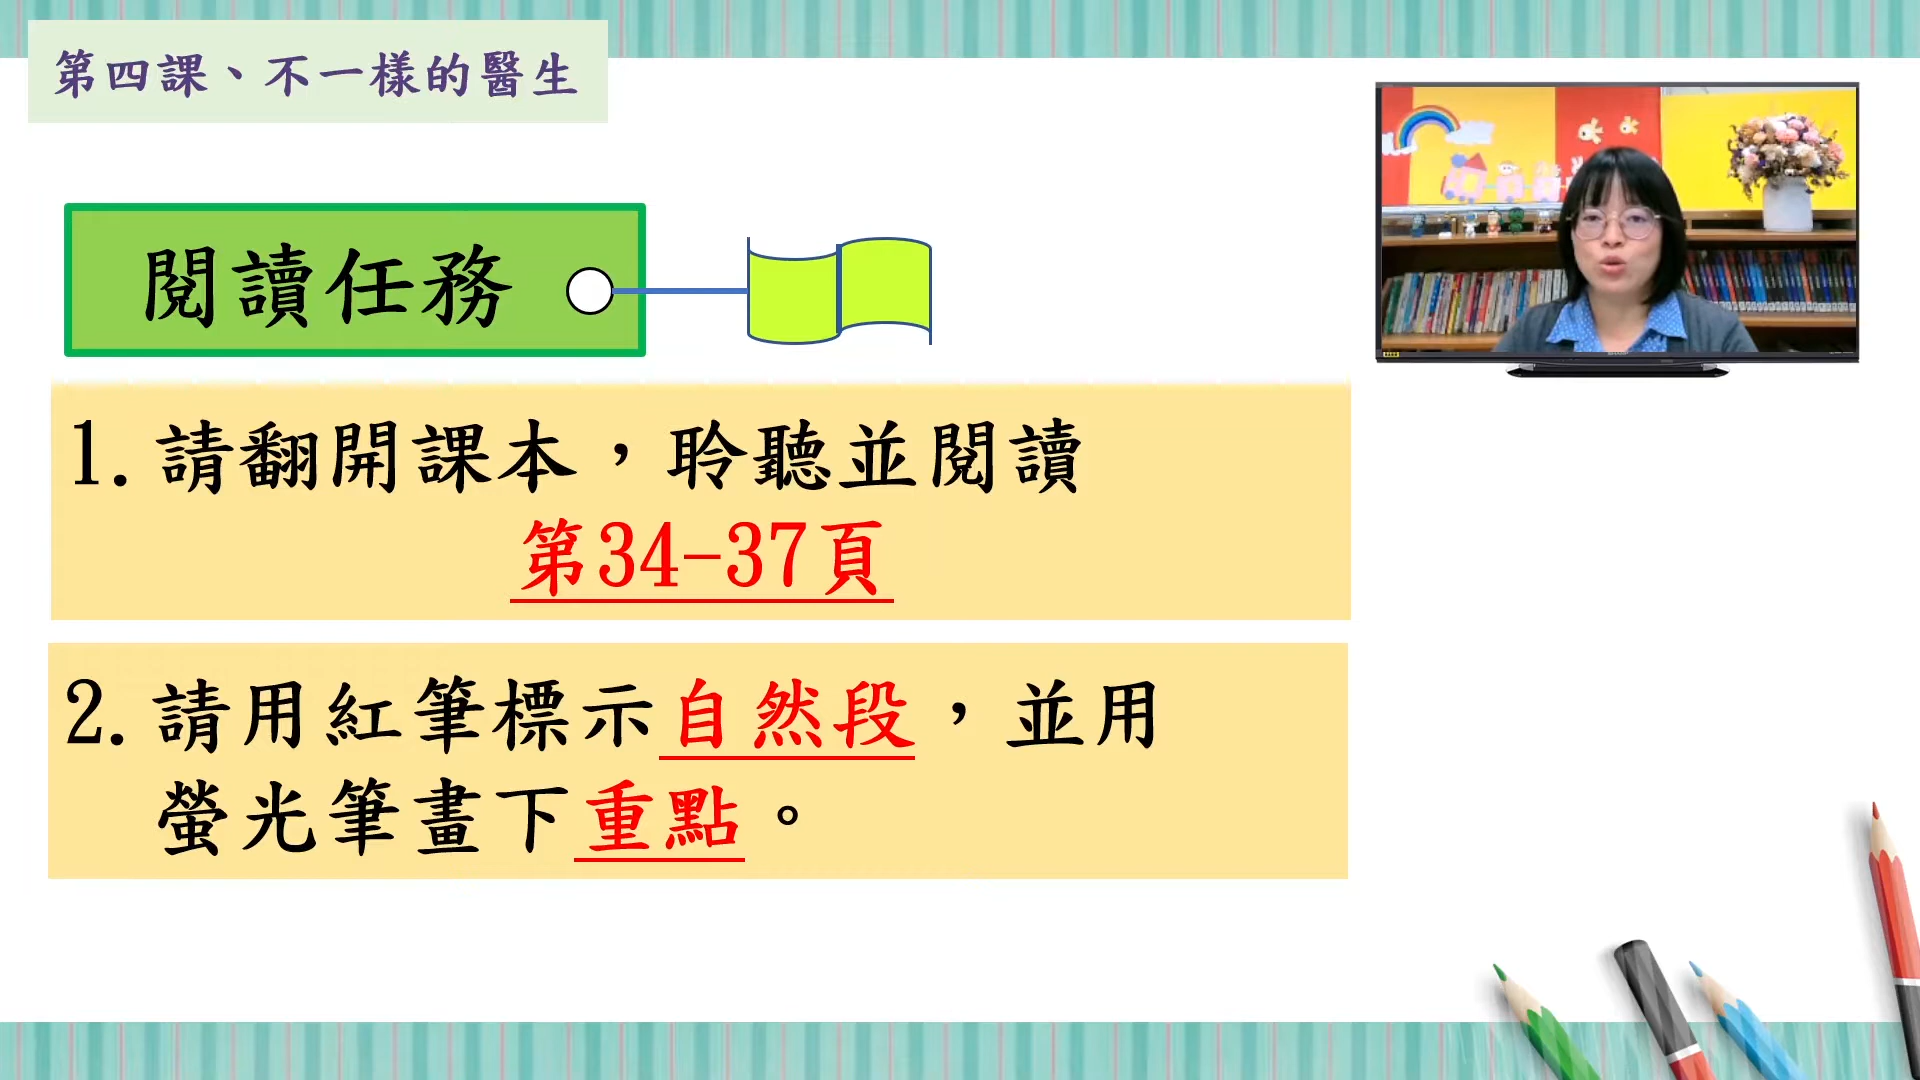 第四課、不一樣的醫生
閱讀任務
1.請翻開課本，聆聽並閱讀
第34-37頁
2.請用紅筆標示自然段，並用
螢光筆畫下重點。